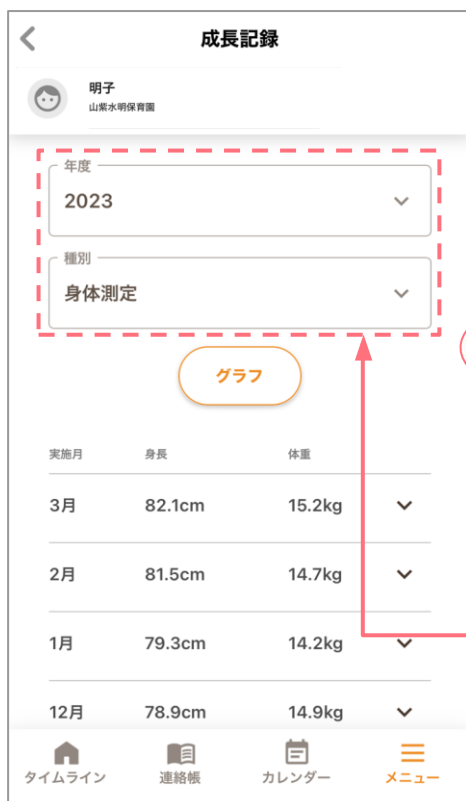 成長記録
明子
山紫水明保育園
年度
2023
種別
身体測定
グラフ
実施月 身長 体重
3月 82.1cm 15.2kg
2月 81.5cm 14.7kg
1月 79.3cm 14.2kg
12月 78.9cm 14.9kg
タイムライン 連絡帳 カレンダー メニュー